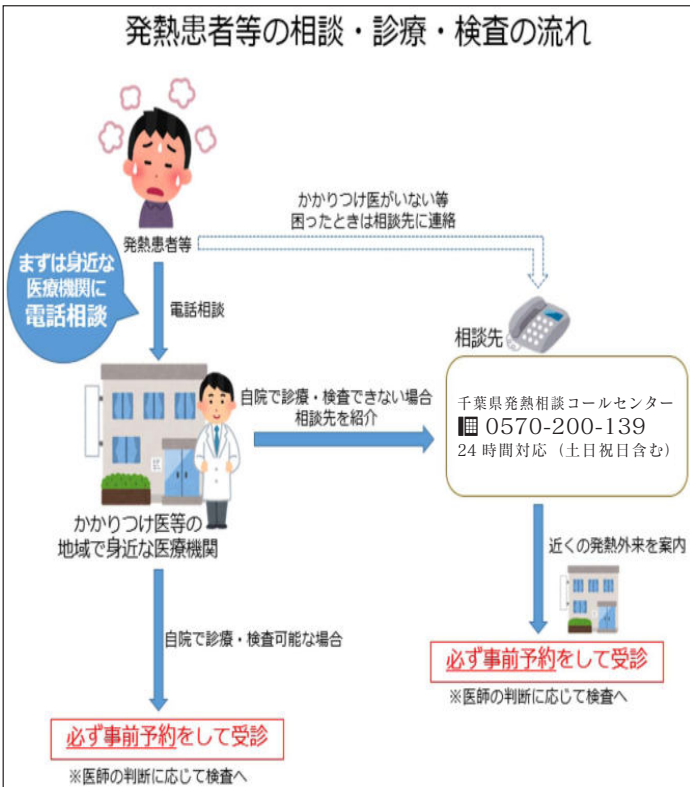 発熱患者等の相談・診療・検査の流れ
かかりつけ医がいない等
困ったときは相談先に連絡
発熱患者等
まずは身近な
医療機関に
電話相談
電話相談
相談先
自院で診療・検査できない場合
相談先を紹介
千葉県発熱相談コールセンター
0570-200-139
24 時間対応（土日祝日含む）
かかりつけ医等の
地域で身近な医療機関
近くの発熱外来を案内
自院で診療・検査可能な場合
必ず事前予約をして受診
※医師の判断に応じて検査へ
必ず事前予約をして受診
※医師の判断に応じて検査へ